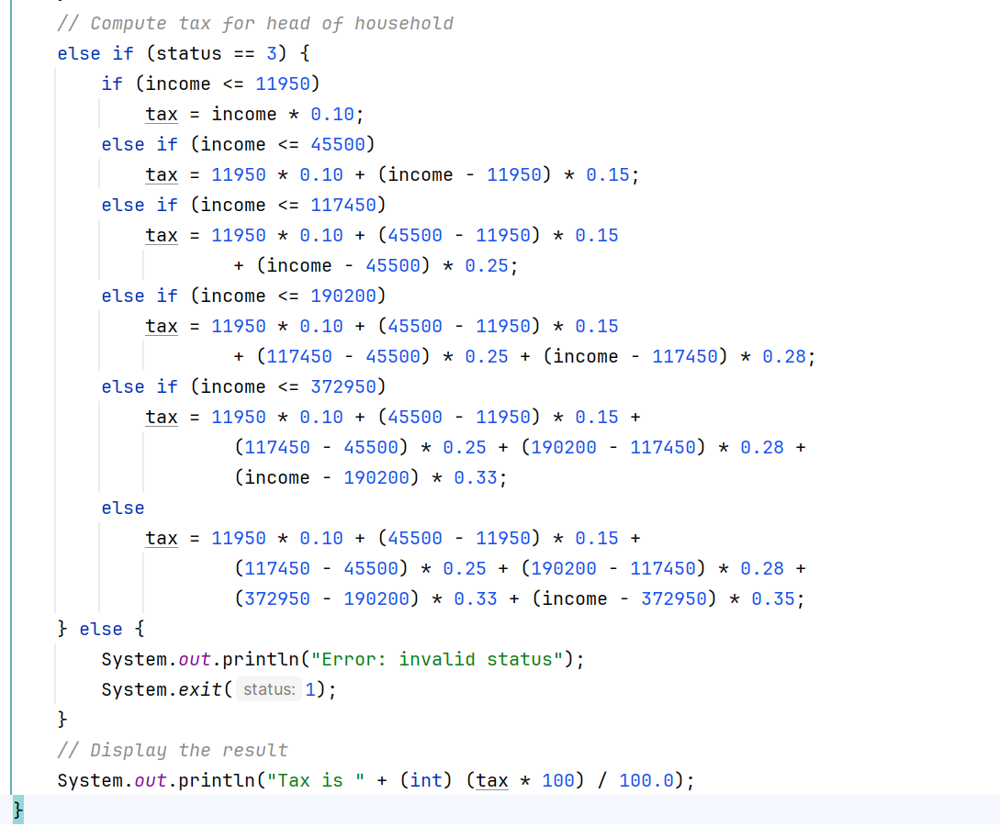 // Compute tax for head of household
else if (status == 3) {
if (income <= 11950)
tax = income * 0.10;
else if (income <= 45500)
tax = 11950 * 0.10 + (income - 11950) * 0.15;
else if (income <= 117450)
tax = 11950 * 0.10 + (45500 - 11950) * 0.15
+ (income - 45500) * 0.25;
else if (income <= 190200)
tax = 11950 * 0.10 + (45500 - 11950) * 0.15
+ (117450 - 45500) * 0.25 + (income - 117450) * 0.28;
else if (income <= 372950)
tax = 11950 * 0.10 + (45500 - 11950) * 0.15 +
(117450 - 45500) * 0.25 + (190200 - 117450) * 0.28 +
(income - 190200) * 0.33;
else
tax = 11950 * 0.10 + (45500 - 11950) * 0.15 +
(117450 - 45500) * 0.25 + (190200 - 117450) * 0.28 +
(372950 - 190200) * 0.33 + (income - 372950) * 0.35;
} else {
System.out.println("Error: invalid status");
System.exit( status: 1);
}
// Display the result
System.out.println("Tax is " + (int) (tax * 100) / 100.0);
}